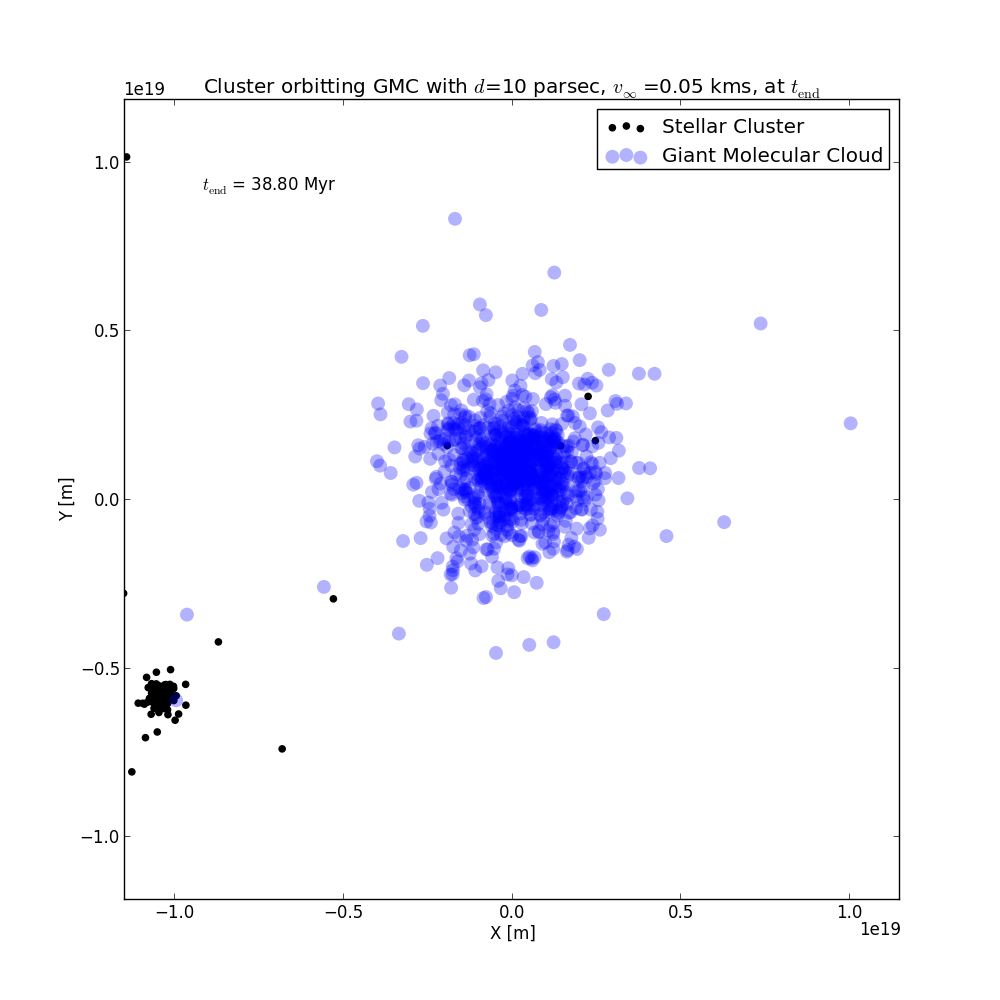 Cluster orbitting GMC with d=10 parsec, v∞ =0.05 kms, at tend
1e19
Stellar Cluster
Giant Molecular Cloud
tend = 38.80 Myr
1.0
0.5
0.0
−0.5
−1.0
Y [m]
−1.0 −0.5 0.0 0.5 1.0
1e19
X [m]